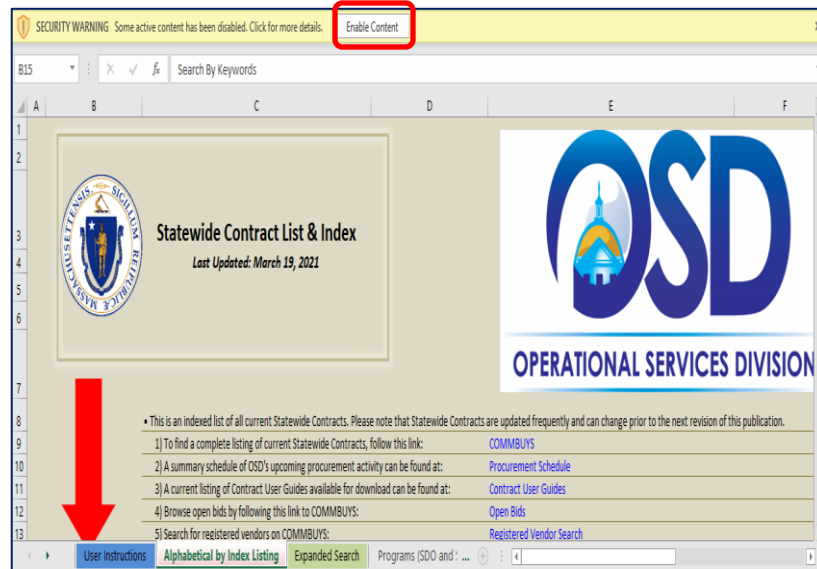 SECURITY WARNING Some active content has been disabled. Click for more details. Enable Content
B15 fx Search By Keywords
A B C D E F
1
2
3
4
5
6
7
8
9
10
11
12
13
SIGILLUM REIPUBLICÆ MASSACHUSETTENSIS
Statewide Contract List & Index
Last Updated: March 19, 2021
OSD
OPERATIONAL SERVICES DIVISION
• This is an indexed list of all current Statewide Contracts. Please note that Statewide Contracts are updated frequently and can change prior to the next revision of this publication.
1) To find a complete listing of current Statewide Contracts, follow this link: COMMBUYS
2) A summary schedule of OSD's upcoming procurement activity can be found at: Procurement Schedule
3) A current listing of Contract User Guides available for download can be found at: Contract User Guides
4) Browse open bids by following this link to COMMBUYS: Open Bids
5) Search for registered vendors on COMMBUYS: Registered Vendor Search
User Instructions Alphabetical by Index Listing Expanded Search Programs (SDO and S ...